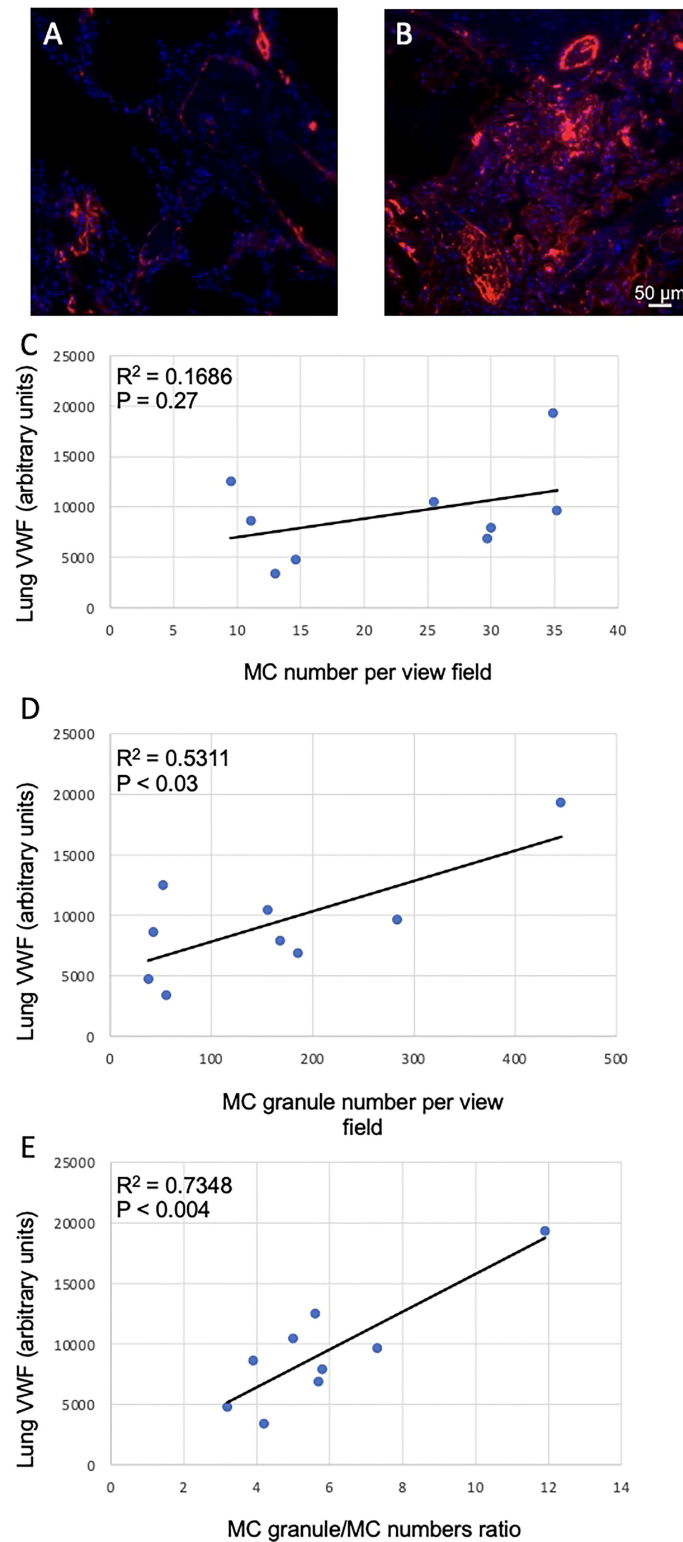 A
B
50 µm
C
25000
20000
15000
10000
5000
0
R² = 0.1686
P = 0.27
Lung VWF (arbitrary units)
0 5 10 15 20 25 30 35 40
MC number per view field
D
25000
20000
15000
10000
5000
0
R² = 0.5311
P < 0.03
Lung VWF (arbitrary units)
0 100 200 300 400 500
MC granule number per view
field
E
25000
20000
15000
10000
5000
0
R² = 0.7348
P < 0.004
Lung VWF (arbitrary units)
0 2 4 6 8 10 12 14
MC granule/MC numbers ratio